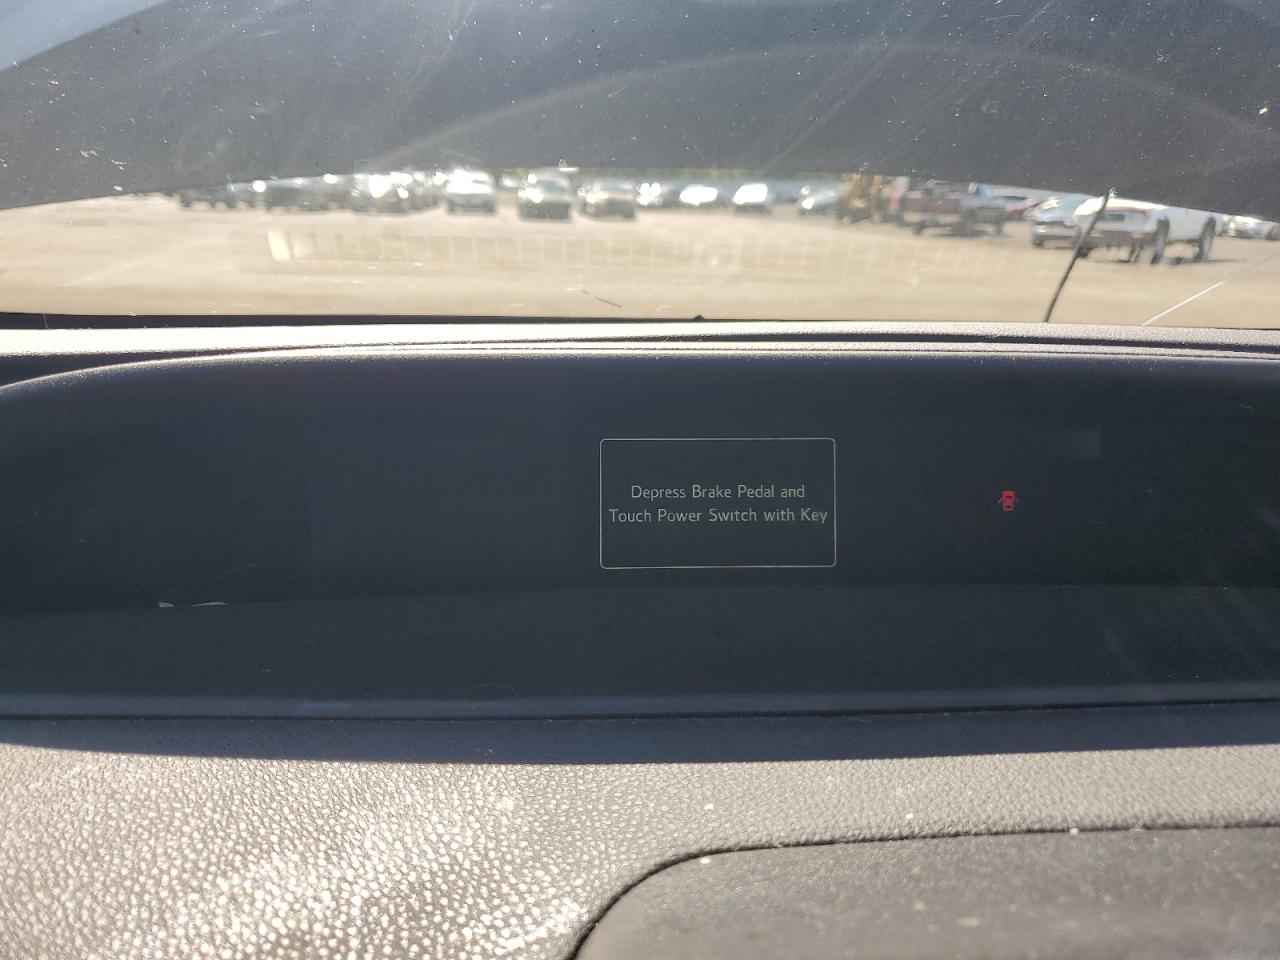 Depress Brake Pedal and
Touch Power Switch with Key